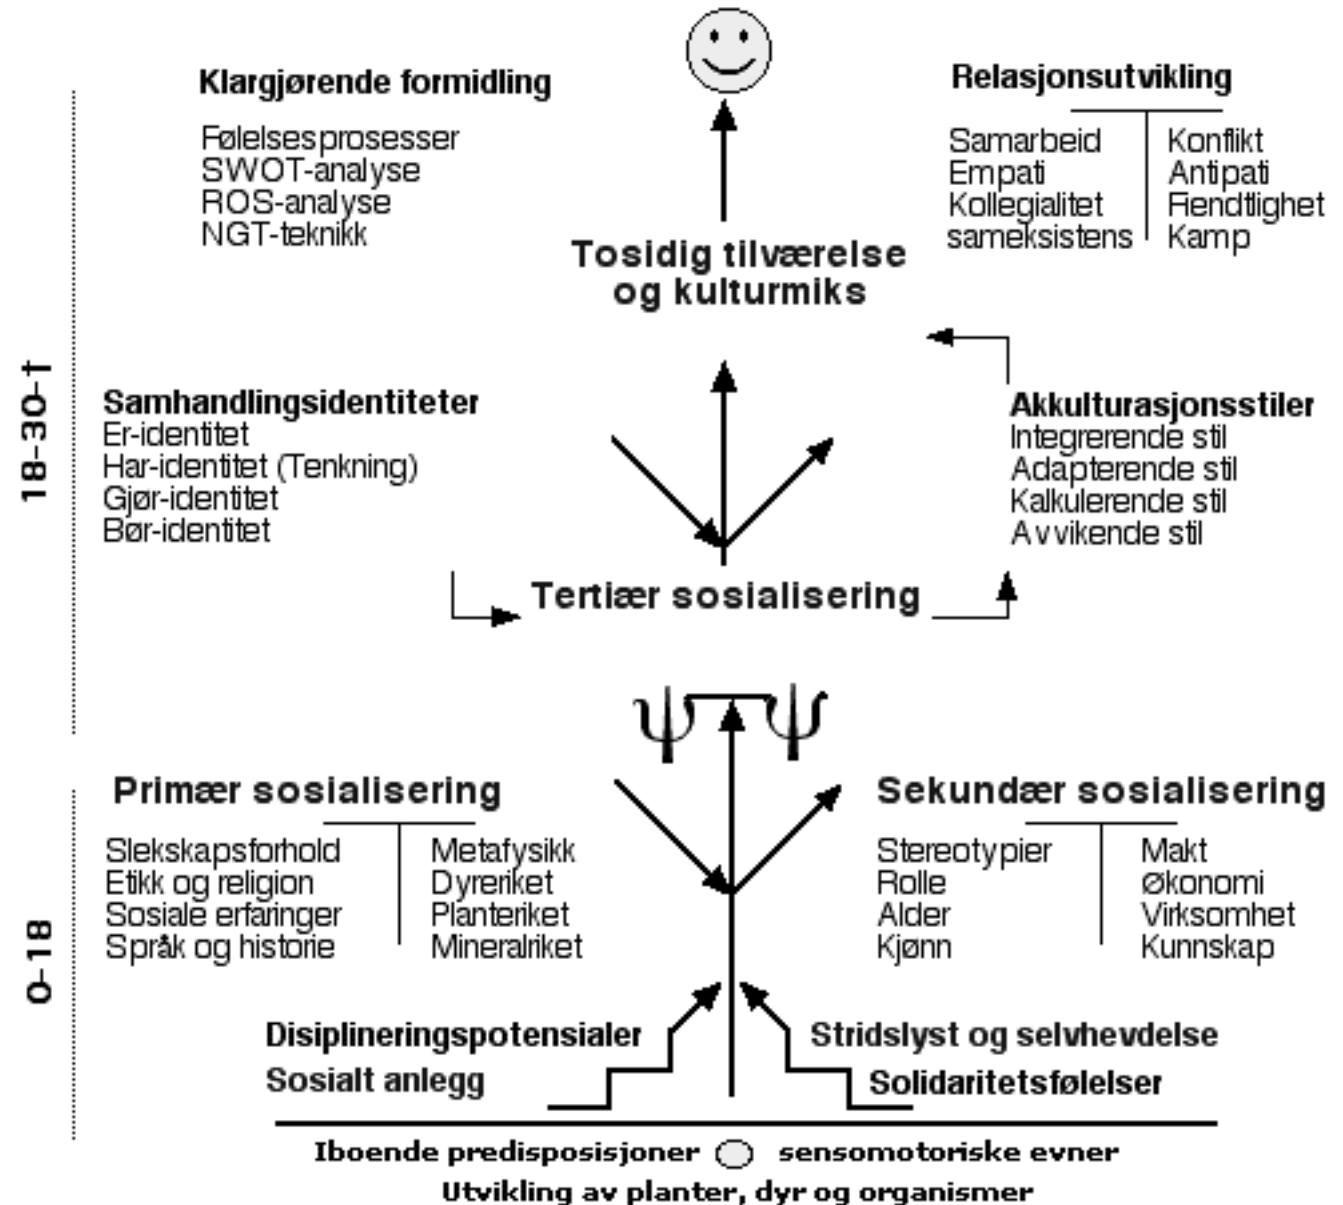 Klargjørende formidling
Følelsesprosesser
SWOT-analyse
ROS-analyse
NGT-teknikk
Relasjonsutvikling
Samarbeid
Empati
Kollegialitet
sameksistens
Konflikt
Antipati
Fiendtlighet
Kamp
Tosidig tilværelse
og kulturmiks
18-30-†
Samhandlingsidentiteter
Er-identitet
Har-identitet (Tenkning)
Gjør-identitet
Bør-identitet
Akkulturasjonsstiler
Integrerende stil
Adapterende stil
Kalkulerende stil
Avvikende stil
Tertiær sosialisering
Ψ Ψ
0-18
Primær sosialisering
Slekskapsforhold
Etikk og religion
Sosiale erfaringer
Språk og historie
Metafysikk
Dyreriket
Planteriket
Mineralriket
Sekundær sosialisering
Stereotypier
Rolle
Alder
Kjønn
Makt
Økonomi
Virksomhet
Kunnskap
Disiplineringspotensialer
Sosialt anlegg
Stridslyst og selvhevdelse
Solidaritetsfølelser
Iboende predisposisjoner sensomotoriske evner
Utvikling av planter, dyr og organismer